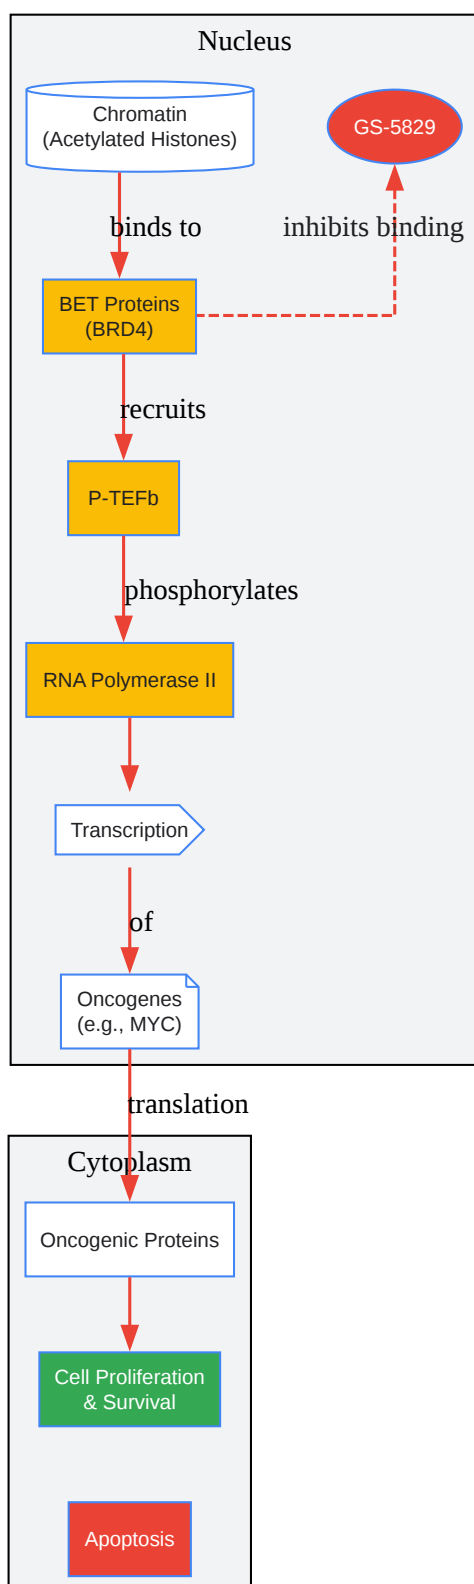 Nucleus
Chromatin
(Acetylated Histones)
GS-5829
binds to
inhibits binding
BET Proteins
(BRD4)
recruits
P-TEFb
phosphorylates
RNA Polymerase II
Transcription
of
Oncogenes
(e.g., MYC)
translation
Cytoplasm
Oncogenic Proteins
Cell Proliferation
& Survival
Apoptosis